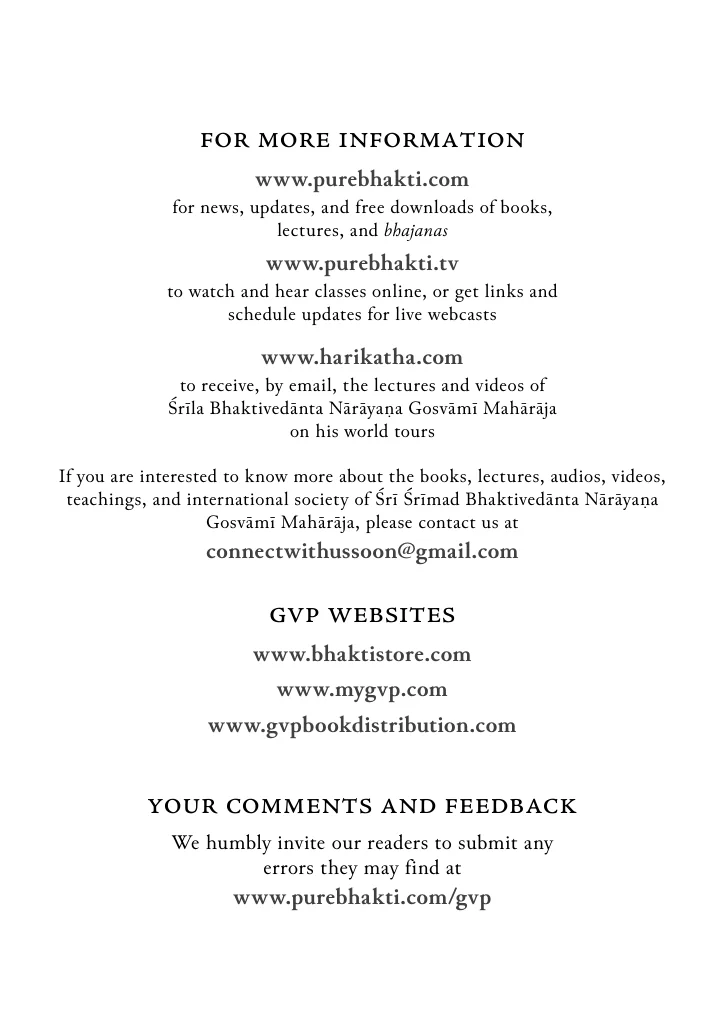 FOR MORE INFORMATION
www.purebhakti.com
for news, updates, and free downloads of books,
lectures, and bhajanas
www.purebhakti.tv
to watch and hear classes online, or get links and
schedule updates for live webcasts
www.harikatha.com
to receive, by email, the lectures and videos of
Śrīla Bhaktivedānta Nārāyaṇa Gosvāmī Mahārāja
on his world tours
If you are interested to know more about the books, lectures, audios, videos,
teachings, and international society of Śrī Śrīmad Bhaktivedānta Nārāyaṇa
Gosvāmī Mahārāja, please contact us at
connectwithussoon@gmail.com
GVP WEBSITES
www.bhaktistore.com
www.mygvp.com
www.gvpbookdistribution.com
YOUR COMMENTS AND FEEDBACK
We humbly invite our readers to submit any
errors they may find at
www.purebhakti.com/gvp